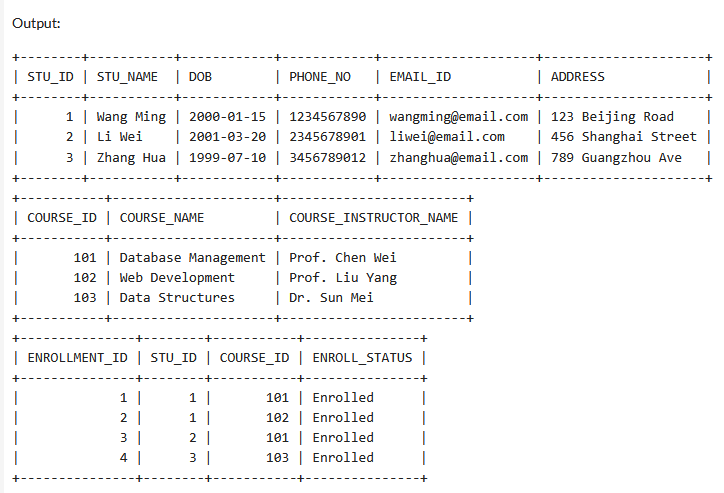 Output:
+--------+-----------+------------+------------+--------------------+---------------------+
| STU_ID | STU_NAME | DOB | PHONE_NO | EMAIL_ID | ADDRESS |
+--------+-----------+------------+------------+--------------------+---------------------+
| 1 | Wang Ming | 2000-01-15 | 1234567890 | wangming@email.com | 123 Beijing Road |
| 2 | Li Wei | 2001-03-20 | 2345678901 | liwei@email.com | 456 Shanghai Street |
| 3 | Zhang Hua | 1999-07-10 | 3456789012 | zhanghua@email.com | 789 Guangzhou Ave |
+--------+-----------+------------+------------+--------------------+---------------------+
+-----------+---------------------+------------------------+
| COURSE_ID | COURSE_NAME | COURSE_INSTRUCTOR_NAME |
+-----------+---------------------+------------------------+
| 101 | Database Management | Prof. Chen Wei |
| 102 | Web Development | Prof. Liu Yang |
| 103 | Data Structures | Dr. Sun Mei |
+-----------+---------------------+------------------------+
+---------------+--------+-----------+---------------+
| ENROLLMENT_ID | STU_ID | COURSE_ID | ENROLL_STATUS |
+---------------+--------+-----------+---------------+
| 1 | 1 | 101 | Enrolled |
| 2 | 1 | 102 | Enrolled |
| 3 | 2 | 101 | Enrolled |
| 4 | 3 | 103 | Enrolled |
+---------------+--------+-----------+---------------+